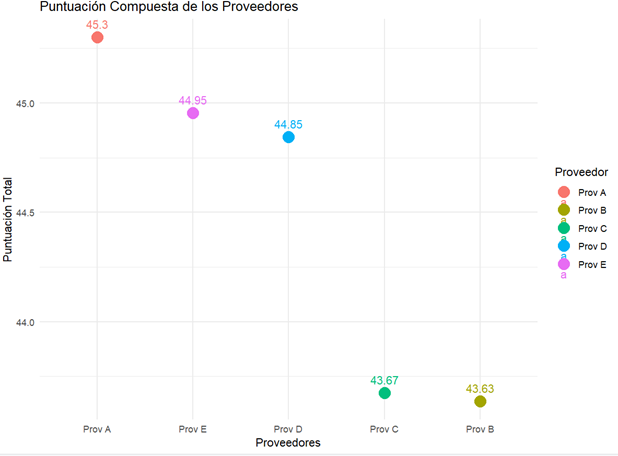 Puntuación Compuesta de los Proveedores
45.3
44.95
44.85
43.67
43.63
45.0
44.5
44.0
Puntuación Total
Prov A
Prov E
Prov D
Prov C
Prov B
Proveedores
Proveedor
Prov A
a
Prov B
a
Prov C
a
Prov D
a
Prov E
a